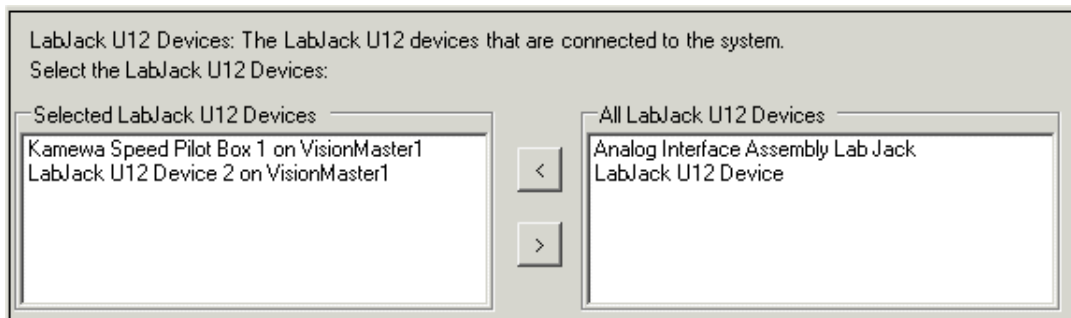 LabJack U12 Devices: The LabJack U12 devices that are connected to the system.
Select the LabJack U12 Devices:
Selected LabJack U12 Devices
Kamewa Speed Pilot Box 1 on VisionMaster1
LabJack U12 Device 2 on VisionMaster1
<
>
All LabJack U12 Devices
Analog Interface Assembly Lab Jack
LabJack U12 Device